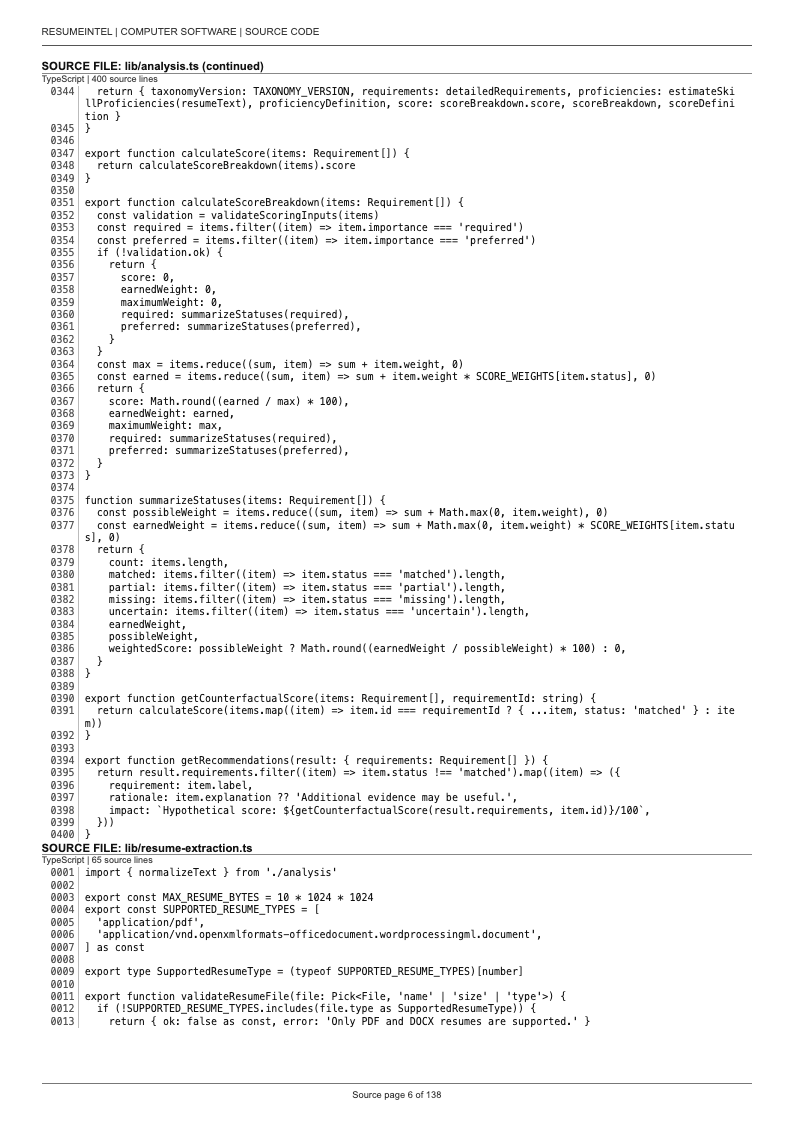 RESUMEINTEL | COMPUTER SOFTWARE | SOURCE CODE
SOURCE FILE: lib/analysis.ts (continued)
TypeScript | 400 source lines
0344   return { taxonomyVersion: TAXONOMY_VERSION, requirements: detailedRequirements, proficiencies: estimateSki
llProficiencies(resumeText), proficiencyDefinition, score: scoreBreakdown.score, scoreBreakdown, scoreDefini
tion }
0345 }
0346
0347 export function calculateScore(items: Requirement[]) {
0348   return calculateScoreBreakdown(items).score
0349 }
0350
0351 export function calculateScoreBreakdown(items: Requirement[]) {
0352   const validation = validateScoringInputs(items)
0353   const required = items.filter((item) => item.importance === 'required')
0354   const preferred = items.filter((item) => item.importance === 'preferred')
0355   if (!validation.ok) {
0356     return {
0357       score: 0,
0358       earnedWeight: 0,
0359       maximumWeight: 0,
0360       required: summarizeStatuses(required),
0361       preferred: summarizeStatuses(preferred),
0362     }
0363   }
0364   const max = items.reduce((sum, item) => sum + item.weight, 0)
0365   const earned = items.reduce((sum, item) => sum + item.weight * SCORE_WEIGHTS[item.status], 0)
0366   return {
0367     score: Math.round((earned / max) * 100),
0368     earnedWeight: earned,
0369     maximumWeight: max,
0370     required: summarizeStatuses(required),
0371     preferred: summarizeStatuses(preferred),
0372   }
0373 }
0374
0375 function summarizeStatuses(items: Requirement[]) {
0376   const possibleWeight = items.reduce((sum, item) => sum + Math.max(0, item.weight), 0)
0377   const earnedWeight = items.reduce((sum, item) => sum + Math.max(0, item.weight) * SCORE_WEIGHTS[item.statu
s], 0)
0378   return {
0379     count: items.length,
0380     matched: items.filter((item) => item.status === 'matched').length,
0381     partial: items.filter((item) => item.status === 'partial').length,
0382     missing: items.filter((item) => item.status === 'missing').length,
0383     uncertain: items.filter((item) => item.status === 'uncertain').length,
0384     earnedWeight,
0385     possibleWeight,
0386     weightedScore: possibleWeight ? Math.round((earnedWeight / possibleWeight) * 100) : 0,
0387   }
0388 }
0389
0390 export function getCounterfactualScore(items: Requirement[], requirementId: string) {
0391   return calculateScore(items.map((item) => item.id === requirementId ? { ...item, status: 'matched' } : ite
m))
0392 }
0393
0394 export function getRecommendations(result: { requirements: Requirement[] }) {
0395   return result.requirements.filter((item) => item.status !== 'matched').map((item) => ({
0396     requirement: item.label,
0397     rationale: item.explanation ?? 'Additional evidence may be useful.',
0398     impact: `Hypothetical score: ${getCounterfactualScore(result.requirements, item.id)}/100`,
0399   }))
0400 }
SOURCE FILE: lib/resume-extraction.ts
TypeScript | 65 source lines
0001 import { normalizeText } from './analysis'
0002
0003 export const MAX_RESUME_BYTES = 10 * 1024 * 1024
0004 export const SUPPORTED_RESUME_TYPES = [
0005   'application/pdf',
0006   'application/vnd.openxmlformats-officedocument.wordprocessingml.document',
0007 ] as const
0008
0009 export type SupportedResumeType = (typeof SUPPORTED_RESUME_TYPES)[number]
0010
0011 export function validateResumeFile(file: Pick<File, 'name' | 'size' | 'type'>) {
0012   if (!SUPPORTED_RESUME_TYPES.includes(file.type as SupportedResumeType)) {
0013     return { ok: false as const, error: 'Only PDF and DOCX resumes are supported.' }
Source page 6 of 138